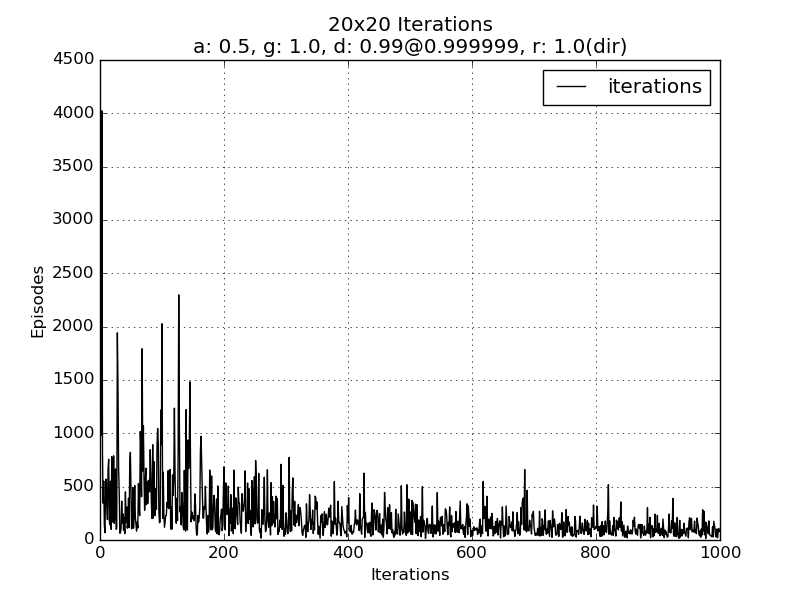 20x20 Iterations
a: 0.5, g: 1.0, d: 0.99@0.999999, r: 1.0(dir)
iterations
4500
4000
3500
3000
2500
2000
1500
1000
500
0
Episodes
0 200 400 600 800 1000
Iterations